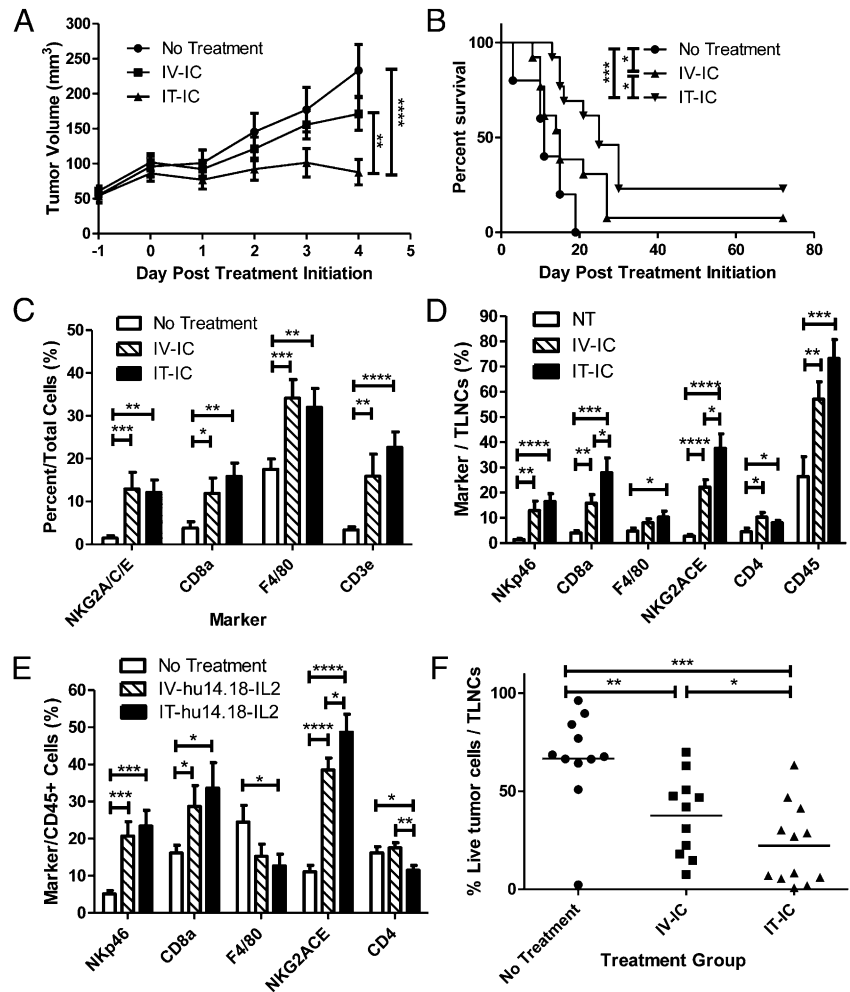 A
Tumor Volume (mm³)
300
250
200
150
100
50
0
-1 0 1 2 3 4 5
Day Post Treatment Initiation
No Treatment
IV-IC
IT-IC
**
****
B
Percent survival
100
50
0
0 20 40 60 80
Day Post Treatment Initiation
No Treatment
IV-IC
IT-IC
***
*
*
C
Percent/Total Cells (%)
50
40
30
20
10
0
No Treatment
IV-IC
IT-IC
**
***
**
*
**
***
****
**
NKG2A/C/E CD8a F4/80 CD3e
Marker
D
Marker / TLNCs (%)
90
80
70
60
50
40
30
20
10
0
NT
IV-IC
IT-IC
****
**
***
*
**
*
****
*
****
*
*
***
**
NKp46 CD8a F4/80 NKG2ACE CD4 CD45
E
Marker/CD45+ Cells (%)
60
50
40
30
20
10
0
No Treatment
IV-hu14.18-IL2
IT-hu14.18-IL2
***
***
*
*
*
****
*
****
*
**
NKp46 CD8a F4/80 NKG2ACE CD4
F
% Live tumor cells / TLNCs
100
50
0
***
**
*
No Treatment IV-IC IT-IC
Treatment Group